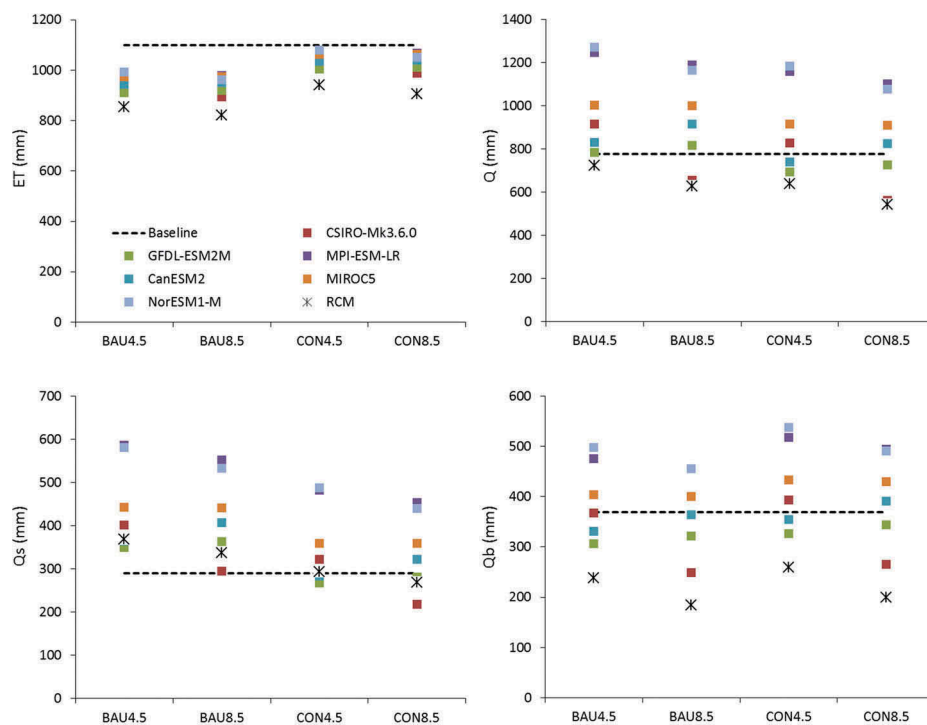 1200
1000
800
600
400
200
0
ET (mm)
Baseline
CSIRO-Mk3.6.0
GFDL-ESM2M
MPI-ESM-LR
CanESM2
MIROC5
NorESM1-M
RCM
BAU4.5 BAU8.5 CON4.5 CON8.5
1400
1200
1000
800
600
400
200
0
Q (mm)
BAU4.5 BAU8.5 CON4.5 CON8.5
700
600
500
400
300
200
100
0
Qs (mm)
BAU4.5 BAU8.5 CON4.5 CON8.5
600
500
400
300
200
100
0
Qb (mm)
BAU4.5 BAU8.5 CON4.5 CON8.5